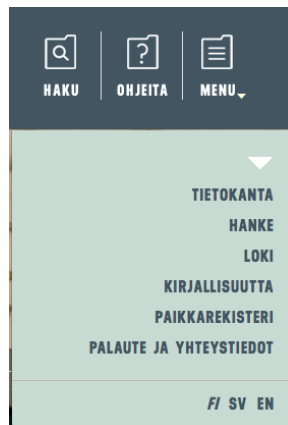 HAKU OHJEITA MENU
TIETOKANTA
HANKE
LOKI
KIRJALLISUUTTA
PAIKKAREKISTERI
PALAUTE JA YHTEYSTIEDOT
FI SV EN